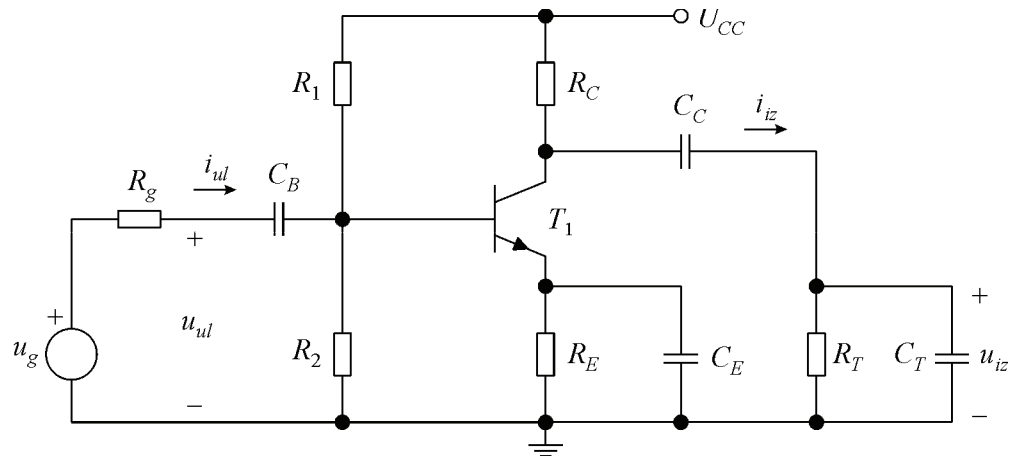 U_CC
R_1
R_C
C_C
i_iz
R_g
i_ul
C_B
T_1
+
+
+
u_g
u_ul
R_2
R_E
C_E
R_T
C_T
u_iz
−
−